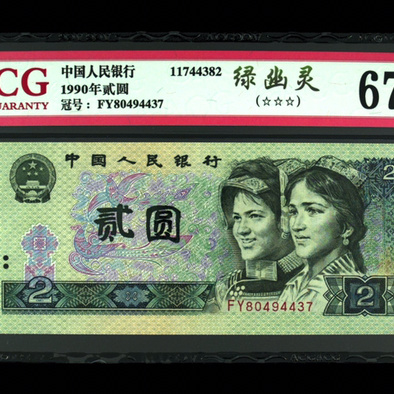 CG
UARANTY
中国人民银行
1990年贰圆
冠号：FY80494437
11744382
绿幽灵
(☆☆☆)
67
中国人民银行
贰圆
2
2
2
FY80494437